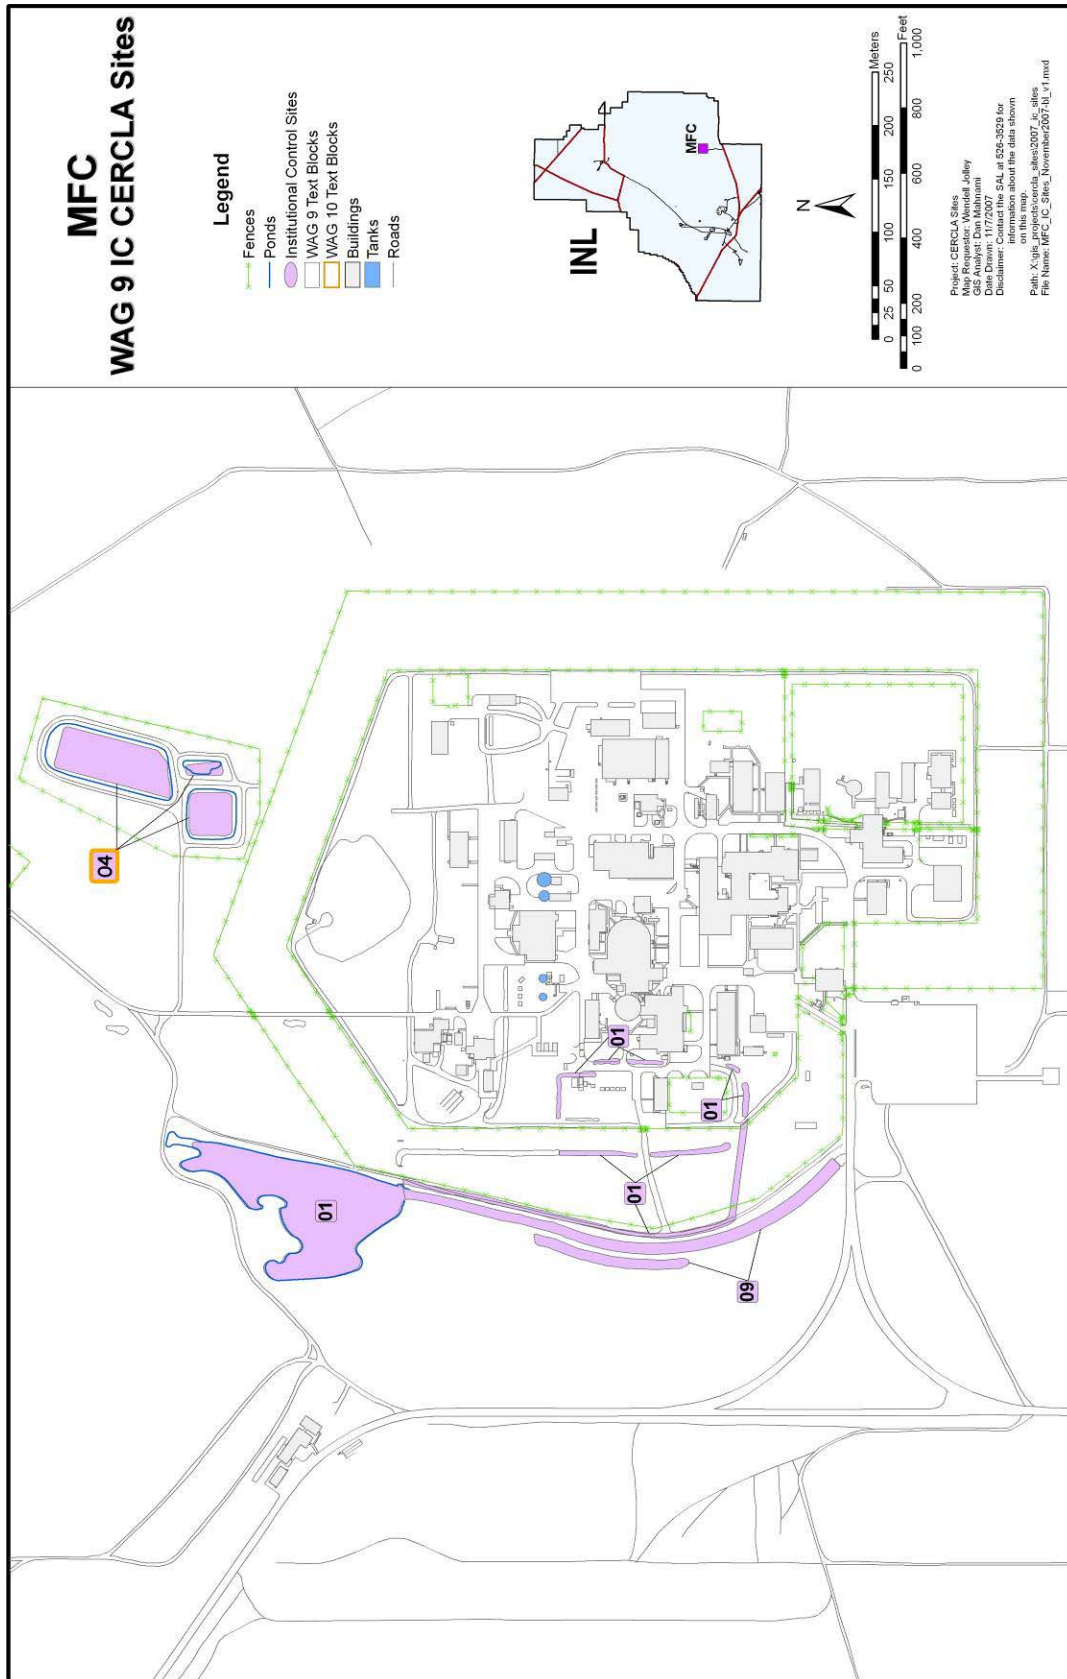 MFC
WAG 9 IC CERCLA Sites
Legend
Fences
Ponds
Institutional Control Sites
WAG 9 Text Blocks
WAG 10 Text Blocks
Buildings
Tanks
Roads
INL
MFC
N
Meters
0 25 50 100 150 200 250
Feet
0 100 200 400 600 800 1,000
Project: CERCLA Sites
Map Requestor: Wendell Jolley
GIS Analyst: Dan Mahnami
Date Drawn: 11/7/2007
Disclaimer: Contact the SAL at 526-3529 for
information about the data shown
on this map.
Path: X:\gis_projects\cercla_sites\2007_ic_sites
File Name: MFC_IC_Sites_November2007-bl_v1.mxd
04
01
01
01
01
09